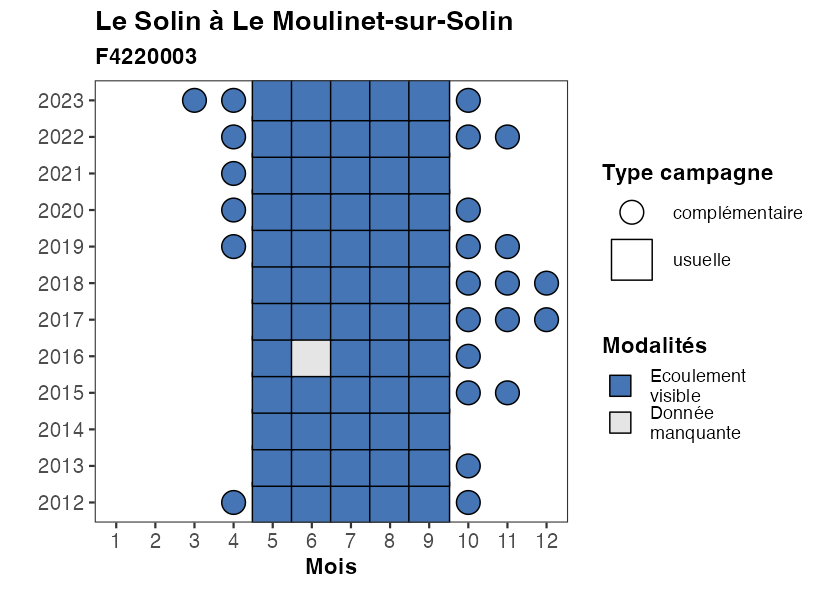 Le Solin à Le Moulinet-sur-Solin
F4220003
2023
2022
2021
2020
2019
2018
2017
2016
2015
2014
2013
2012
1 2 3 4 5 6 7 8 9 10 11 12
Mois
Type campagne
complémentaire
usuelle
Modalités
Ecoulement
visible
Donnée
manquante